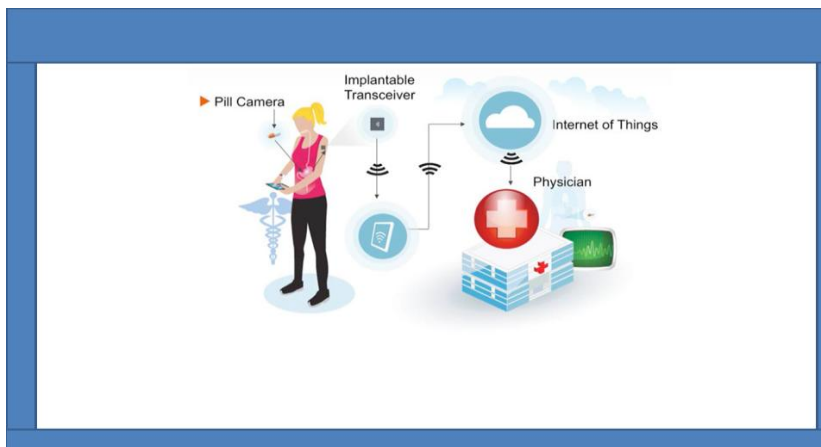 Implantable
Transceiver
Pill Camera
Internet of Things
Physician